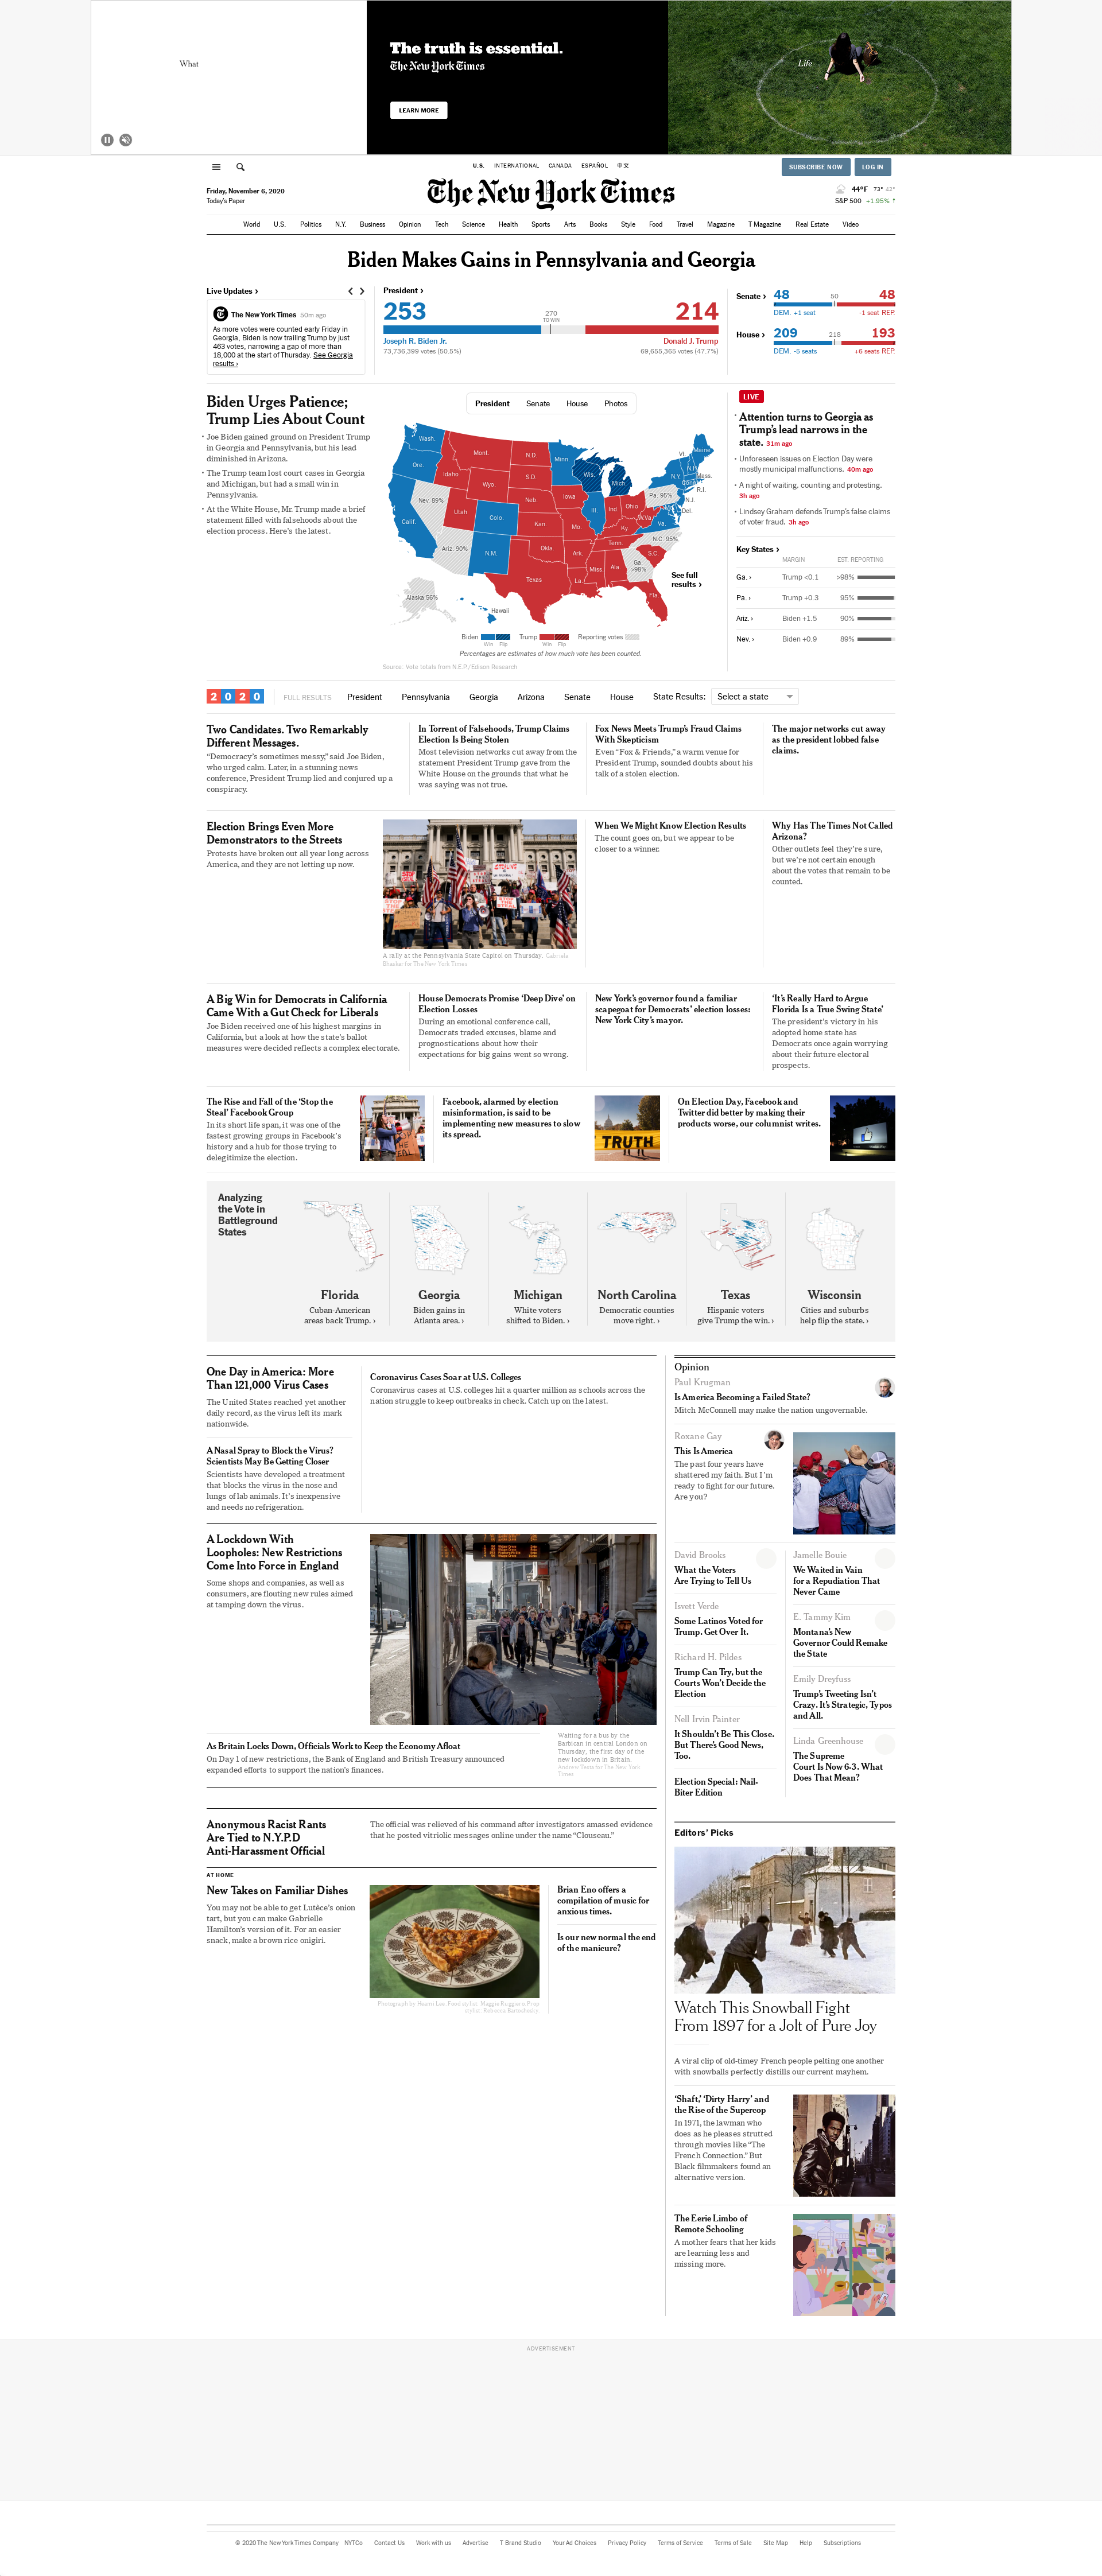 What
The truth is essential.
The New York Times
LEARN MORE
Life
U.S. INTERNATIONAL CANADA ESPAÑOL 中文
SUBSCRIBE NOW LOG IN
Friday, November 6, 2020
Today's Paper
The New York Times
44°F 73° 42°
S&P 500 +1.95% ↑
World U.S. Politics N.Y. Business Opinion Tech Science Health Sports Arts Books Style Food Travel Magazine T Magazine Real Estate Video
Biden Makes Gains in Pennsylvania and Georgia
Live Updates ›
The New York Times 50m ago
As more votes were counted early Friday in
Georgia, Biden is now trailing Trump by just
463 votes, narrowing a gap of more than
18,000 at the start of Thursday. See Georgia
results ›
President ›
253
270
TO WIN
214
Joseph R. Biden Jr.
Donald J. Trump
73,736,399 votes (50.5%)
69,655,365 votes (47.7%)
Senate › 48 50 48
DEM. +1 seat -1 seat REP.
House › 209 218 193
DEM. -5 seats +6 seats REP.
Biden Urges Patience;
Trump Lies About Count
• Joe Biden gained ground on President Trump
in Georgia and Pennsylvania, but his lead
diminished in Arizona.
• The Trump team lost court cases in Georgia
and Michigan, but had a small win in
Pennsylvania.
• At the White House, Mr. Trump made a brief
statement filled with falsehoods about the
election process. Here's the latest.
President Senate House Photos
Wash.
Ore.
Calif.
Nev. 89%
Idaho
Mont.
Wyo.
Utah
Ariz. 90%
Colo.
N.M.
N.D.
S.D.
Neb.
Kan.
Okla.
Texas
Minn.
Iowa
Mo.
Ark.
La.
Wis.
Ill.
Mich.
Ind.
Ohio
Ky.
Tenn.
Miss.
Ala.
Ga.
>98%
Fla.
S.C.
N.C. 95%
Va.
W.Va.
Pa. 95%
N.Y.
Vt.
N.H.
Maine
Mass.
R.I.
Conn.
N.J.
Del.
Alaska 56%
Hawaii
See full
results ›
Biden Trump Reporting votes
Win Flip Win Flip
Percentages are estimates of how much vote has been counted.
Source: Vote totals from N.E.P./Edison Research
LIVE
• Attention turns to Georgia as
Trump's lead narrows in the
state. 31m ago
• Unforeseen issues on Election Day were
mostly municipal malfunctions. 40m ago
• A night of waiting, counting and protesting.
3h ago
• Lindsey Graham defends Trump's false claims
of voter fraud. 3h ago
Key States ›
MARGIN EST. REPORTING
Ga. › Trump <0.1 >98%
Pa. › Trump +0.3 95%
Ariz. › Biden +1.5 90%
Nev. › Biden +0.9 89%
2020 FULL RESULTS President Pennsylvania Georgia Arizona Senate House State Results: Select a state
Two Candidates. Two Remarkably
Different Messages.
"Democracy's sometimes messy," said Joe Biden,
who urged calm. Later, in a stunning news
conference, President Trump lied and conjured up a
conspiracy.
In Torrent of Falsehoods, Trump Claims
Election Is Being Stolen
Most television networks cut away from the
statement President Trump gave from the
White House on the grounds that what he
was saying was not true.
Fox News Meets Trump's Fraud Claims
With Skepticism
Even "Fox & Friends," a warm venue for
President Trump, sounded doubts about his
talk of a stolen election.
The major networks cut away
as the president lobbed false
claims.
Election Brings Even More
Demonstrators to the Streets
Protests have broken out all year long across
America, and they are not letting up now.
STOP THE STEAL
A rally at the Pennsylvania State Capitol on Thursday. Gabriela
Bhaskar for The New York Times
When We Might Know Election Results
The count goes on, but we appear to be
closer to a winner.
Why Has The Times Not Called
Arizona?
Other outlets feel they're sure,
but we're not certain enough
about the votes that remain to be
counted.
A Big Win for Democrats in California
Came With a Gut Check for Liberals
Joe Biden received one of his highest margins in
California, but a look at how the state's ballot
measures were decided reflects a complex electorate.
House Democrats Promise 'Deep Dive' on
Election Losses
During an emotional conference call,
Democrats traded excuses, blame and
prognostications about how their
expectations for big gains went so wrong.
New York's governor found a familiar
scapegoat for Democrats' election losses:
New York City's mayor.
'It's Really Hard to Argue
Florida Is a True Swing State'
The president's victory in his
adopted home state has
Democrats once again worrying
about their future electoral
prospects.
The Rise and Fall of the 'Stop the
Steal' Facebook Group
In its short life span, it was one of the
fastest growing groups in Facebook's
history and a hub for those trying to
delegitimize the election.
Facebook, alarmed by election
misinformation, is said to be
implementing new measures to slow
its spread.
TRUTH
On Election Day, Facebook and
Twitter did better by making their
products worse, our columnist writes.
Analyzing
the Vote in
Battleground
States
Florida
Cuban-American
areas back Trump. ›
Georgia
Biden gains in
Atlanta area. ›
Michigan
White voters
shifted to Biden. ›
North Carolina
Democratic counties
move right. ›
Texas
Hispanic voters
give Trump the win. ›
Wisconsin
Cities and suburbs
help flip the state. ›
One Day in America: More
Than 121,000 Virus Cases
The United States reached yet another
daily record, as the virus left its mark
nationwide.
A Nasal Spray to Block the Virus?
Scientists May Be Getting Closer
Scientists have developed a treatment
that blocks the virus in the nose and
lungs of lab animals. It's inexpensive
and needs no refrigeration.
Coronavirus Cases Soar at U.S. Colleges
Coronavirus cases at U.S. colleges hit a quarter million as schools across the
nation struggle to keep outbreaks in check. Catch up on the latest.
A Lockdown With
Loopholes: New Restrictions
Come Into Force in England
Some shops and companies, as well as
consumers, are flouting new rules aimed
at tamping down the virus.
As Britain Locks Down, Officials Work to Keep the Economy Afloat
On Day 1 of new restrictions, the Bank of England and British Treasury announced
expanded efforts to support the nation's finances.
Waiting for a bus by the
Barbican in central London on
Thursday, the first day of the
new lockdown in Britain.
Andrew Testa for The New York
Times
Anonymous Racist Rants
Are Tied to N.Y.P.D
Anti-Harassment Official
The official was relieved of his command after investigators amassed evidence
that he posted vitriolic messages online under the name "Clouseau."
AT HOME
New Takes on Familiar Dishes
You may not be able to get Lutèce's onion
tart, but you can make Gabrielle
Hamilton's version of it. For an easier
snack, make a brown rice onigiri.
Photograph by Heami Lee. Food stylist: Maggie Ruggiero. Prop
stylist: Rebecca Bartoshesky.
Brian Eno offers a
compilation of music for
anxious times.
Is our new normal the end
of the manicure?
Opinion
Paul Krugman
Is America Becoming a Failed State?
Mitch McConnell may make the nation ungovernable.
Roxane Gay
This Is America
The past four years have
shattered my faith. But I'm
ready to fight for our future.
Are you?
David Brooks
What the Voters
Are Trying to Tell Us
Isvett Verde
Some Latinos Voted for
Trump. Get Over It.
Richard H. Pildes
Trump Can Try, but the
Courts Won't Decide the
Election
Nell Irvin Painter
It Shouldn't Be This Close.
But There's Good News,
Too.
Election Special: Nail-
Biter Edition
Jamelle Bouie
We Waited in Vain
for a Repudiation That
Never Came
E. Tammy Kim
Montana's New
Governor Could Remake
the State
Emily Dreyfuss
Trump's Tweeting Isn't
Crazy. It's Strategic, Typos
and All.
Linda Greenhouse
The Supreme
Court Is Now 6-3. What
Does That Mean?
Editors' Picks
Watch This Snowball Fight
From 1897 for a Jolt of Pure Joy
A viral clip of old-timey French people pelting one another
with snowballs perfectly distills our current mayhem.
'Shaft,' 'Dirty Harry' and
the Rise of the Supercop
In 1971, the lawman who
does as he pleases strutted
through movies like "The
French Connection." But
Black filmmakers found an
alternative version.
The Eerie Limbo of
Remote Schooling
A mother fears that her kids
are learning less and
missing more.
ADVERTISEMENT
© 2020 The New York Times Company NYTCo Contact Us Work with us Advertise T Brand Studio Your Ad Choices Privacy Policy Terms of Service Terms of Sale Site Map Help Subscriptions